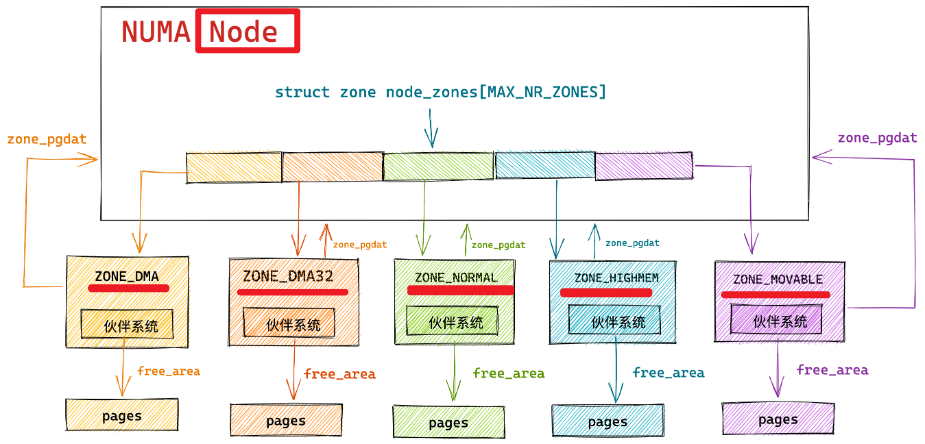 NUMA Node
struct zone node_zones[MAX_NR_ZONES]
zone_pgdat
zone_pgdat
zone_pgdat
zone_pgdat
zone_pgdat
ZONE_DMA
ZONE_DMA32
ZONE_NORMAL
ZONE_HIGHMEM
ZONE_MOVABLE
伙伴系统
伙伴系统
伙伴系统
伙伴系统
伙伴系统
free_area
free_area
free_area
free_area
free_area
pages
pages
pages
pages
pages